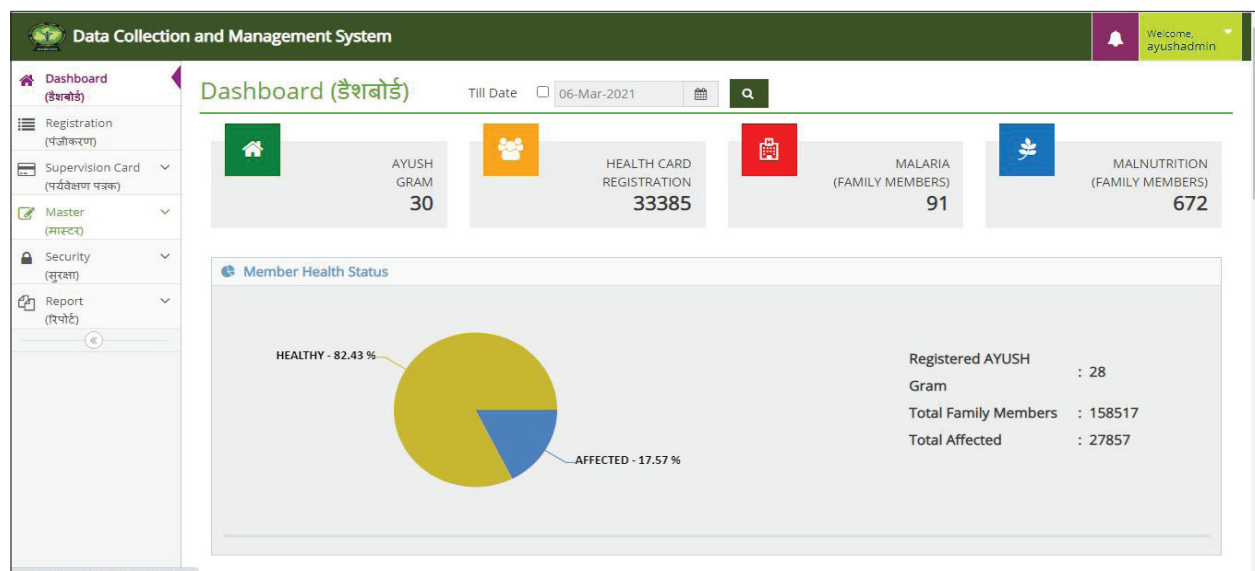 Data Collection and Management System
Welcome,
ayushadmin
Dashboard
(डैशबोर्ड)
Registration
(पंजीकरण)
Supervision Card
(पर्यवेक्षण पत्रक)
Master
(मास्टर)
Security
(सुरक्षा)
Report
(रिपोर्ट)
Dashboard (डैशबोर्ड)
Till Date
06-Mar-2021
AYUSH
GRAM
30
HEALTH CARD
REGISTRATION
33385
MALARIA
(FAMILY MEMBERS)
91
MALNUTRITION
(FAMILY MEMBERS)
672
Member Health Status
HEALTHY - 82.43 %
AFFECTED - 17.57 %
Registered AYUSH
Gram : 28
Total Family Members : 158517
Total Affected : 27857